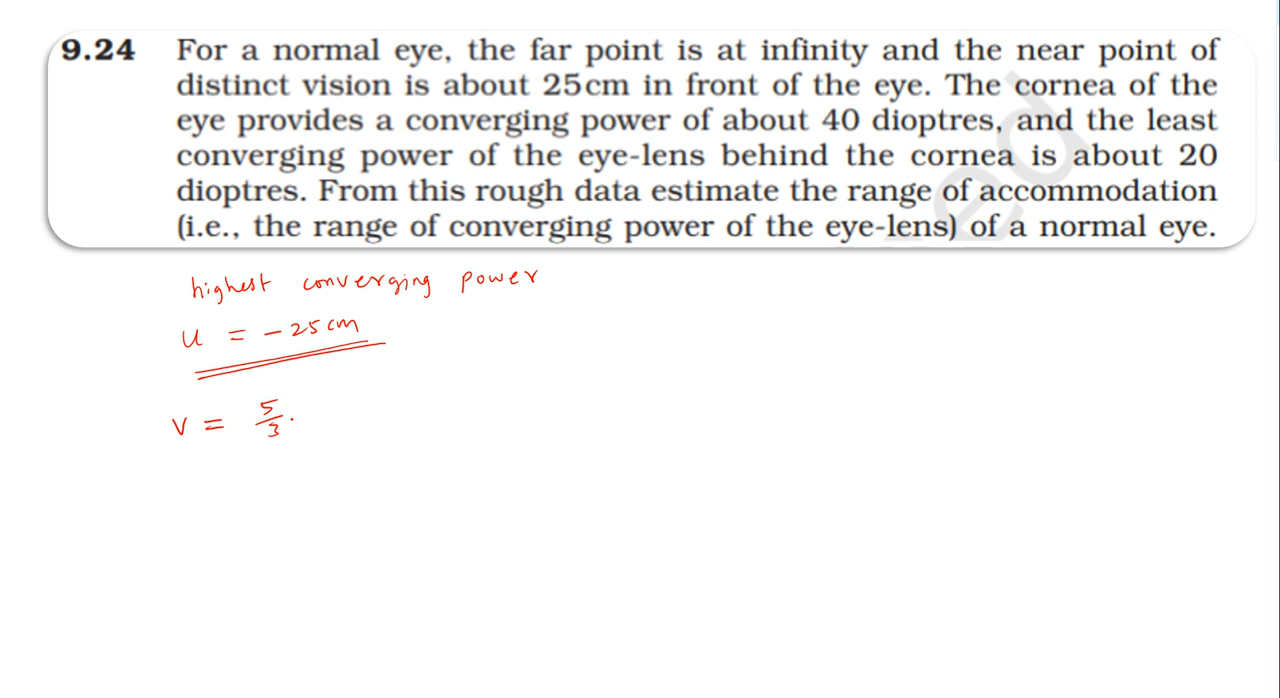 9.24 For a normal eye, the far point is at infinity and the near point of
distinct vision is about 25cm in front of the eye. The cornea of the
eye provides a converging power of about 40 dioptres, and the least
converging power of the eye-lens behind the cornea is about 20
dioptres. From this rough data estimate the range of accommodation
(i.e., the range of converging power of the eye-lens) of a normal eye.
highest converging power
u = - 25 cm
v = 5/3.